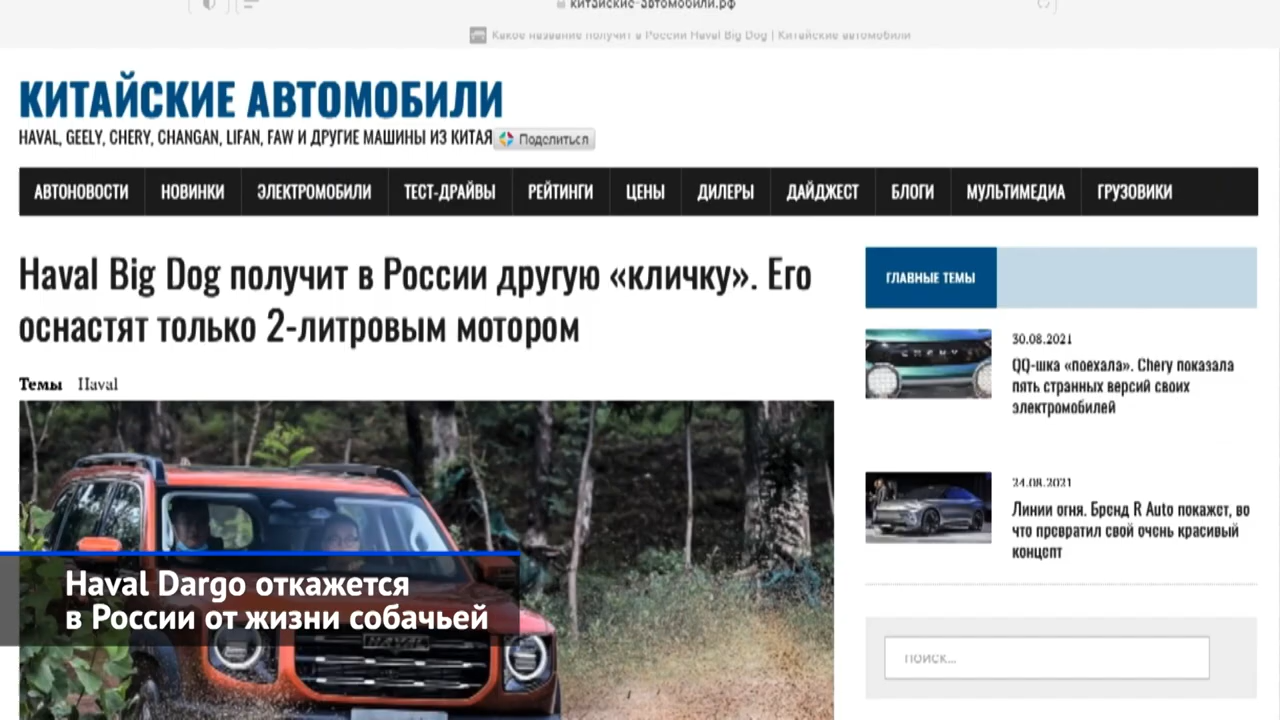 китайские-автомобили.рф
Какое название получит в России Haval Big Dog | Китайские автомобили
КИТАЙСКИЕ АВТОМОБИЛИ
HAVAL, GEELY, CHERY, CHANGAN, LIFAN, FAW И ДРУГИЕ МАШИНЫ ИЗ КИТАЯ Поделиться
АВТОНОВОСТИ НОВИНКИ ЭЛЕКТРОМОБИЛИ ТЕСТ-ДРАЙВЫ РЕЙТИНГИ ЦЕНЫ ДИЛЕРЫ ДАЙДЖЕСТ БЛОГИ МУЛЬТИМЕДИА ГРУЗОВИКИ
Haval Big Dog получит в России другую «кличку». Его
оснастят только 2-литровым мотором
Темы Haval
HAVAL
Haval Dargo откажется
в России от жизни собачьей
ГЛАВНЫЕ ТЕМЫ
CHERY
30.08.2021
QQ-шка «поехала». Chery показала
пять странных версий своих
электромобилей
24.08.2021
Линии огня. Бренд R Auto покажет, во
что превратил свой очень красивый
концепт
Поиск...